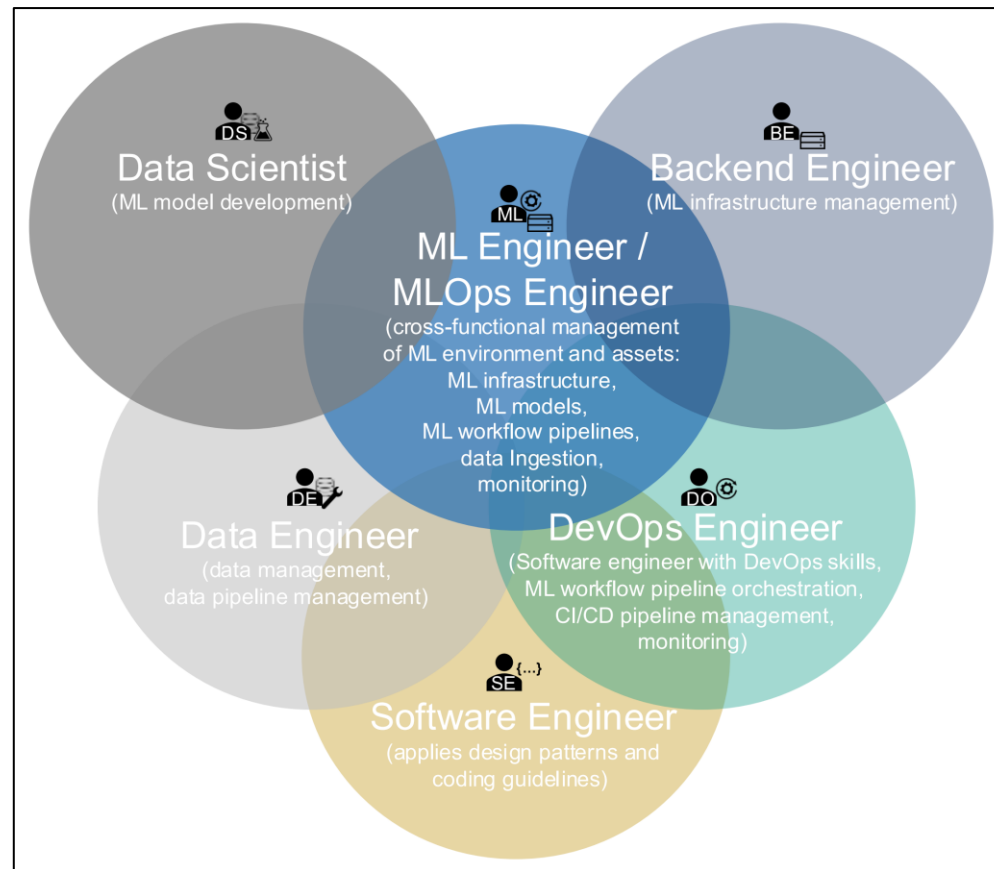 DS
Data Scientist
(ML model development)
BE
Backend Engineer
(ML infrastructure management)
ML
ML Engineer /
MLOps Engineer
(cross-functional management
of ML environment and assets:
ML infrastructure,
ML models,
ML workflow pipelines,
data Ingestion,
monitoring)
DE
Data Engineer
(data management,
data pipeline management)
DO
DevOps Engineer
(Software engineer with DevOps skills,
ML workflow pipeline orchestration,
CI/CD pipeline management,
monitoring)
SE {...}
Software Engineer
(applies design patterns and
coding guidelines)